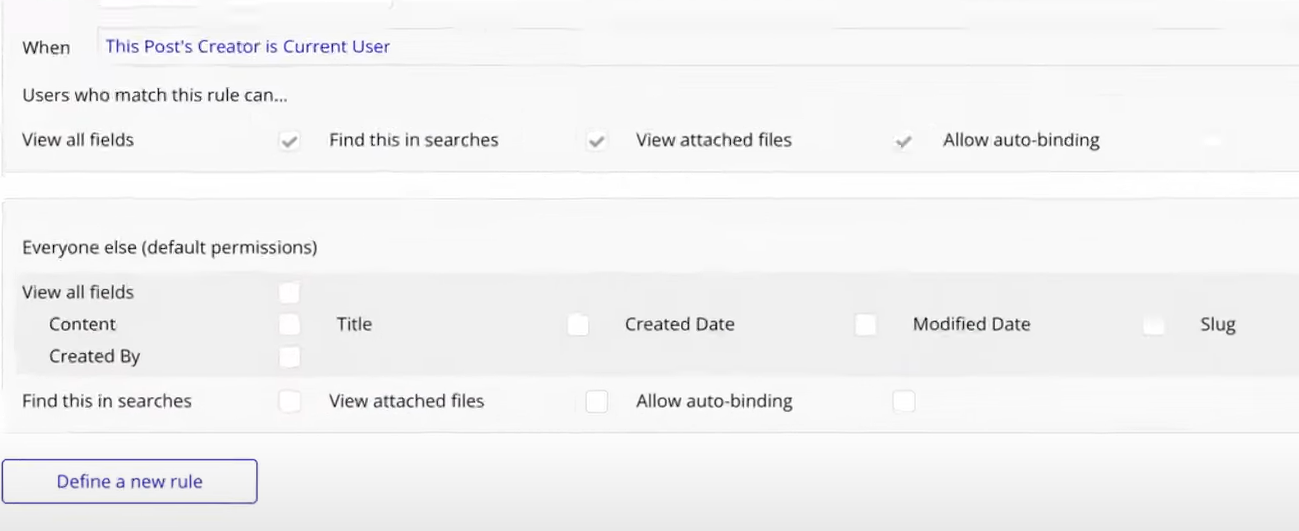 When This Post's Creator is Current User
Users who match this rule can...
View all fields Find this in searches View attached files Allow auto-binding
Everyone else (default permissions)
View all fields
Content Title Created Date Modified Date Slug
Created By
Find this in searches View attached files Allow auto-binding
Define a new rule